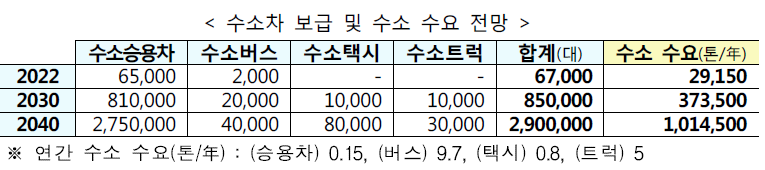 < 수소차 보급 및 수소 수요 전망 >
수소승용차 수소버스 수소택시 수소트럭 합계(대) 수소 수요(톤/年)
2022 65,000 2,000 - - 67,000 29,150
2030 810,000 20,000 10,000 10,000 850,000 373,500
2040 2,750,000 40,000 80,000 30,000 2,900,000 1,014,500
※ 연간 수소 수요(톤/年) : (승용차) 0.15, (버스) 9.7, (택시) 0.8, (트럭) 5